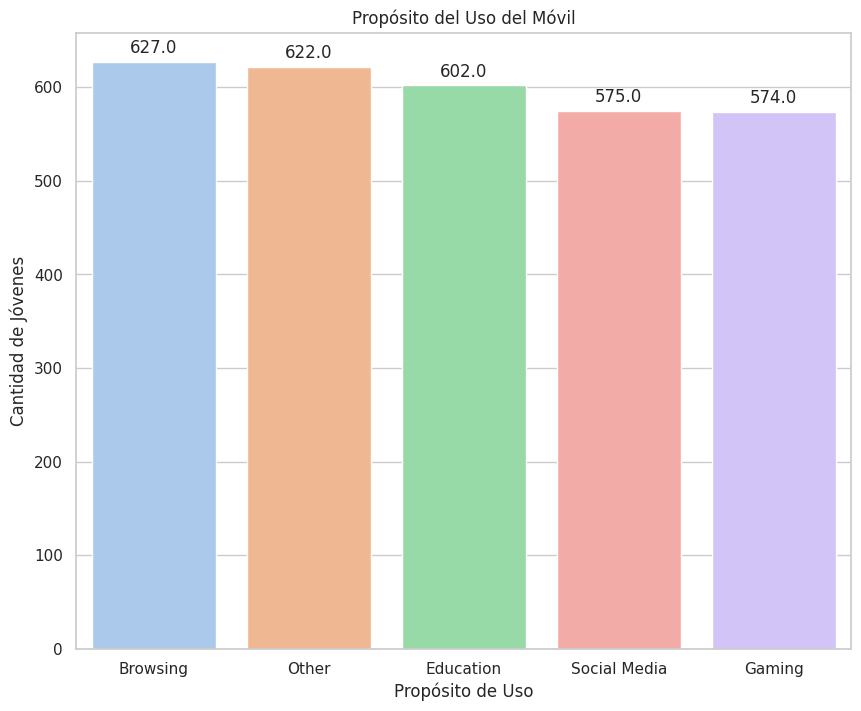 Propósito del Uso del Móvil
627.0
622.0
602.0
575.0
574.0
Cantidad de Jóvenes
600
500
400
300
200
100
0
Browsing
Other
Education
Social Media
Gaming
Propósito de Uso